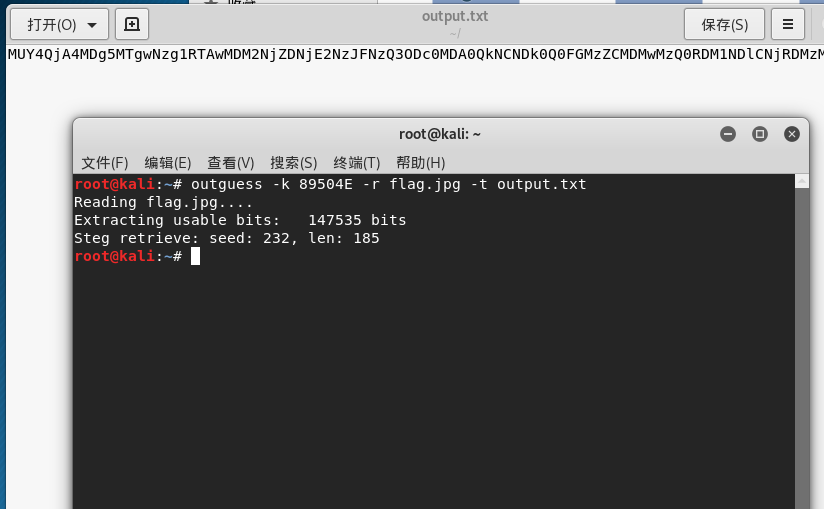 打开(O)
output.txt
~/
保存(S)
MUY4QjA4MDg5MTgwNzg1RTAwMDM2NjZDNjE2NzJFNzQ3ODc0MDA0QkNCNDk0Q0FGMzZCMDMwMzQ0RDM1NDlCNjRDMzM
root@kali: ~
文件(F) 编辑(E) 查看(V) 搜索(S) 终端(T) 帮助(H)
root@kali:~# outguess -k 89504E -r flag.jpg -t output.txt
Reading flag.jpg....
Extracting usable bits:   147535 bits
Steg retrieve: seed: 232, len: 185
root@kali:~#